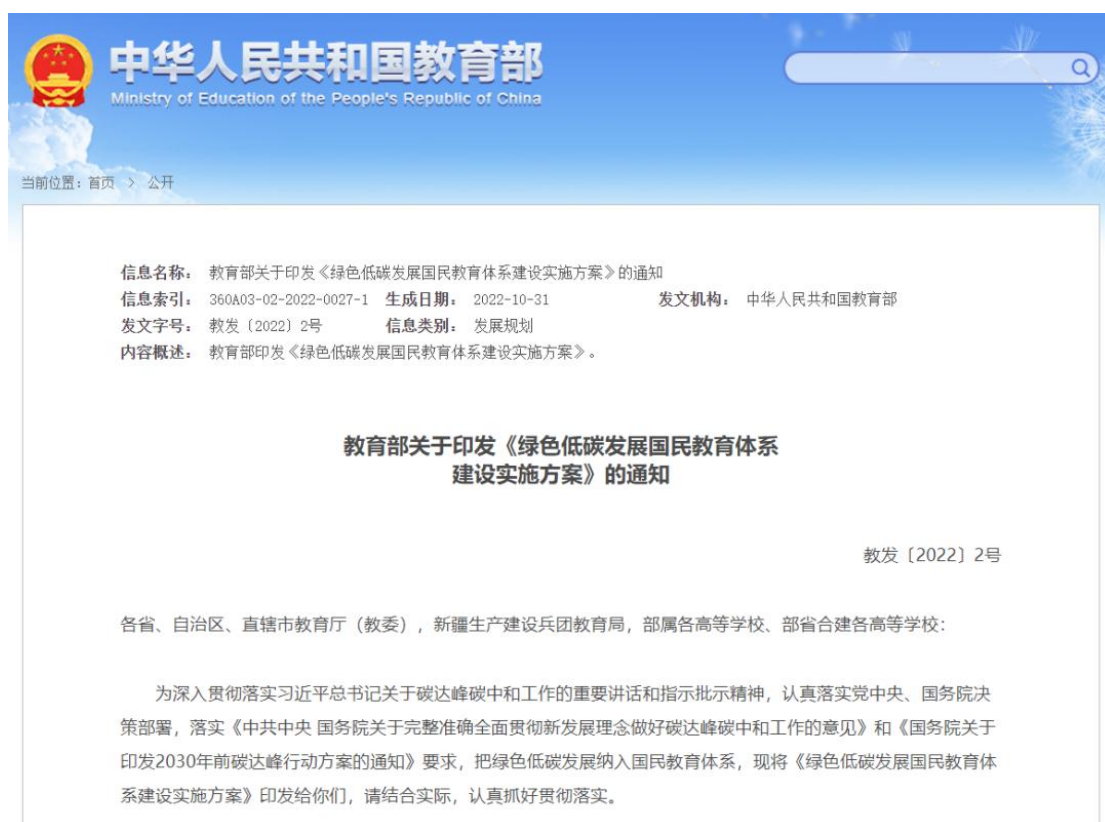 中华人民共和国教育部
Ministry of Education of the People's Republic of China
当前位置：首页 > 公开
信息名称： 教育部关于印发《绿色低碳发展国民教育体系建设实施方案》的通知
信息索引： 360A03-02-2022-0027-1 生成日期： 2022-10-31 发文机构： 中华人民共和国教育部
发文字号： 教发〔2022〕2号 信息类别： 发展规划
内容概述： 教育部印发《绿色低碳发展国民教育体系建设实施方案》。
教育部关于印发《绿色低碳发展国民教育体系
建设实施方案》的通知
教发〔2022〕2号
各省、自治区、直辖市教育厅（教委），新疆生产建设兵团教育局，部属各高等学校、部省合建各高等学校：
为深入贯彻落实习近平总书记关于碳达峰碳中和工作的重要讲话和指示批示精神，认真落实党中央、国务院决
策部署，落实《中共中央 国务院关于完整准确全面贯彻新发展理念做好碳达峰碳中和工作的意见》和《国务院关于
印发2030年前碳达峰行动方案的通知》要求，把绿色低碳发展纳入国民教育体系，现将《绿色低碳发展国民教育体
系建设实施方案》印发给你们，请结合实际，认真抓好贯彻落实。